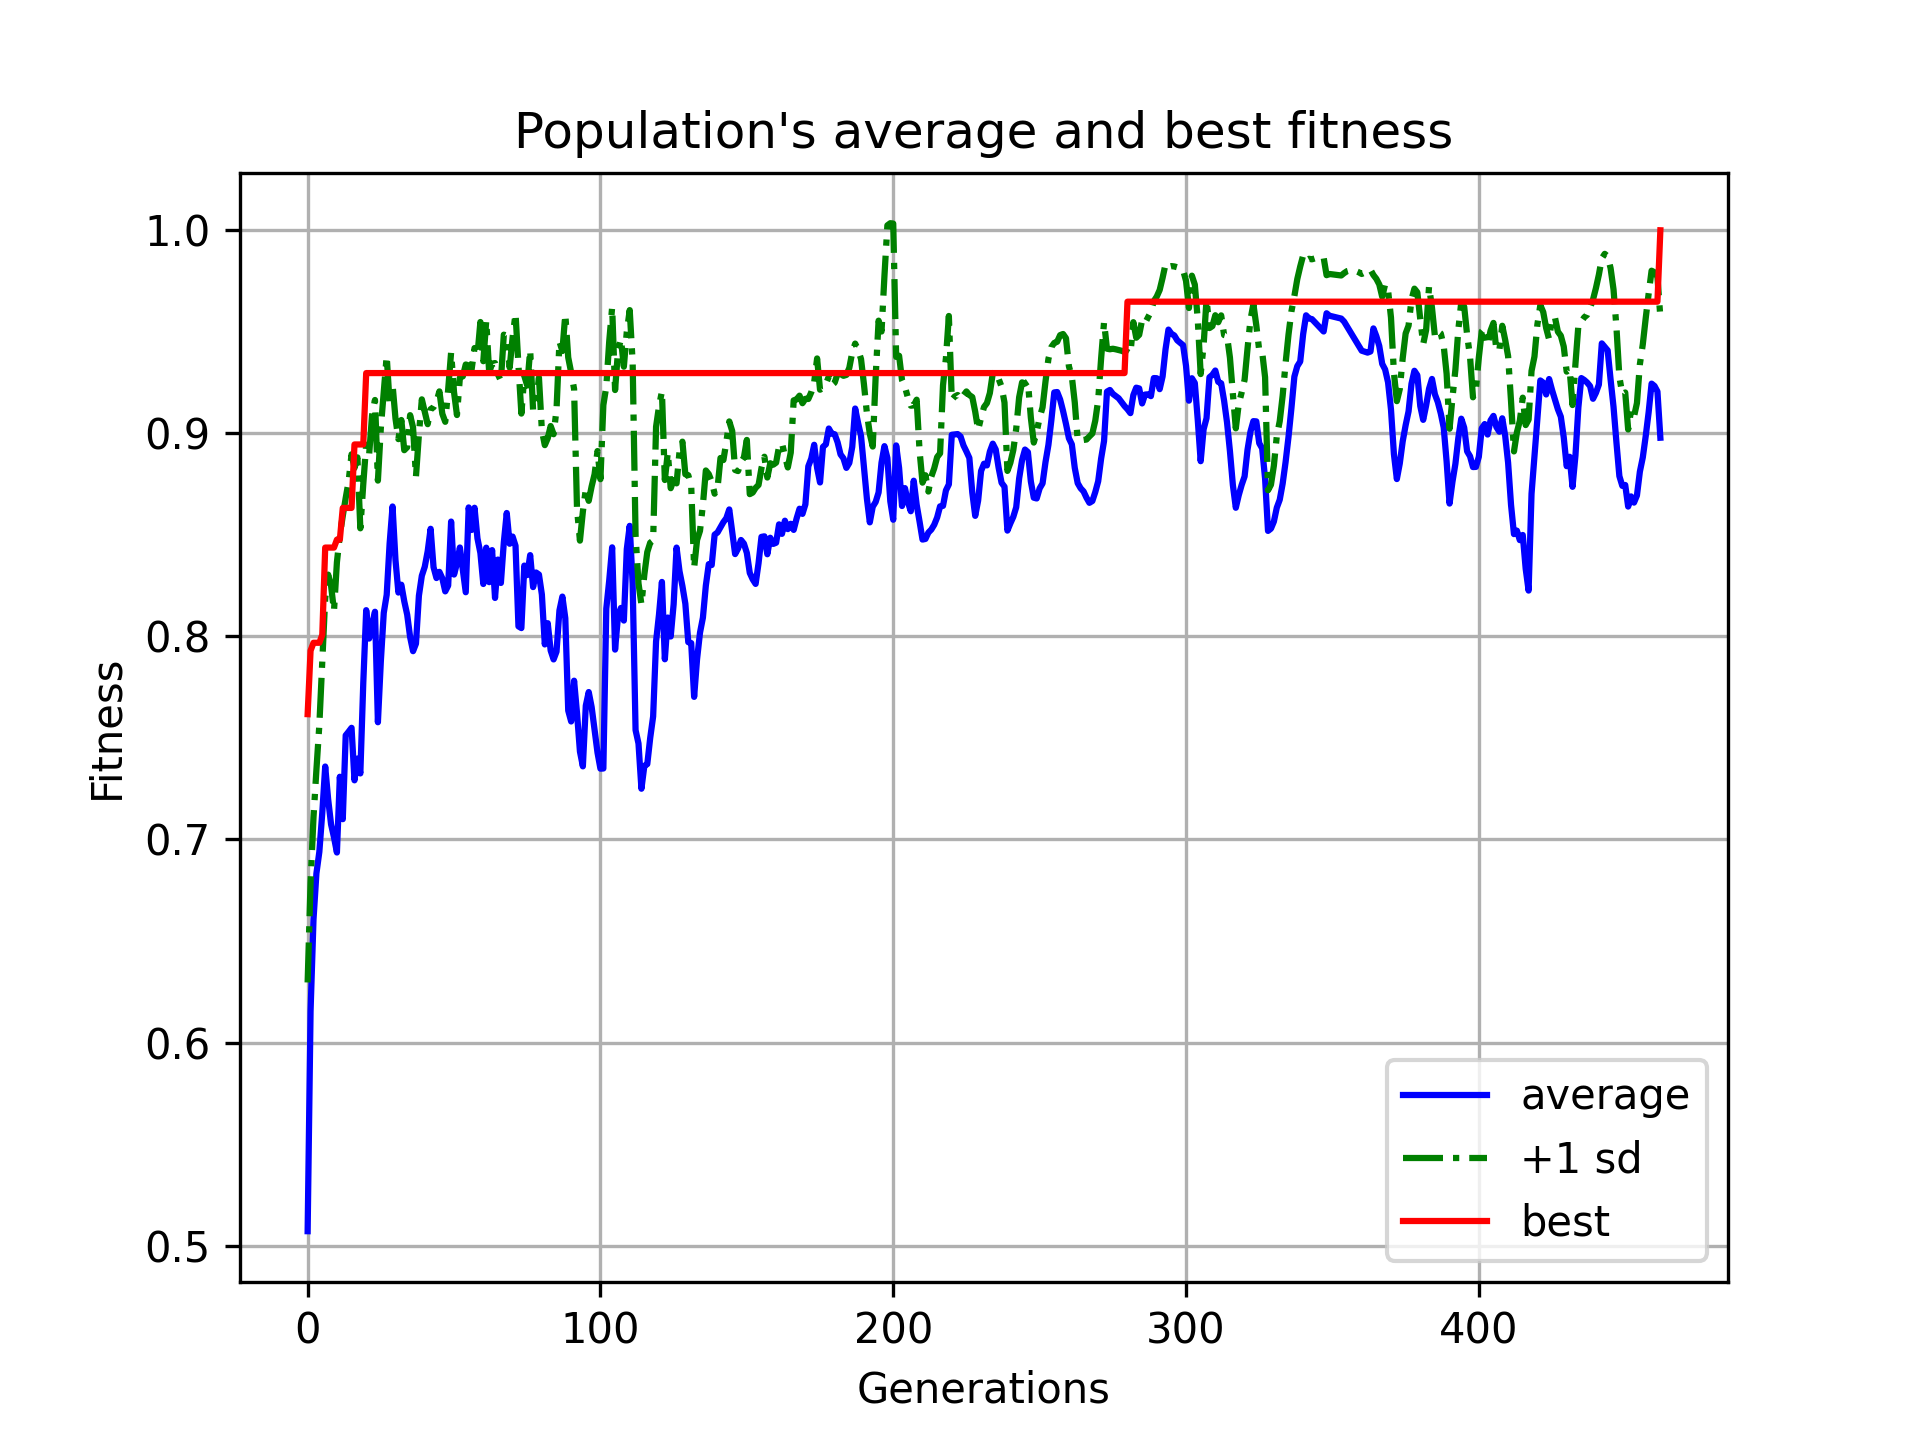 Population's average and best fitness
1.0
0.9
0.8
0.7
0.6
0.5
Fitness
average
+1 sd
best
0 100 200 300 400
Generations